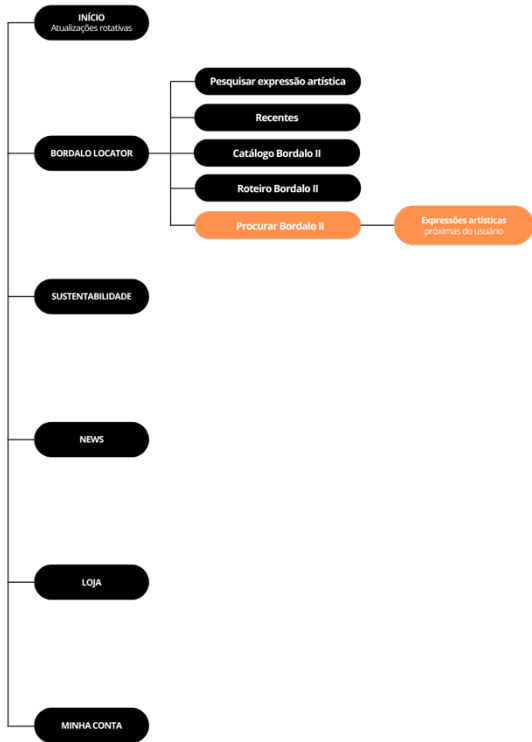 INÍCIO
Atualizações rotativas
Pesquisar expressão artística
Recentes
BORDALO LOCATOR
Catálogo Bordalo II
Roteiro Bordalo II
Procurar Bordalo II
Expressões artísticas
próximas do usuário
SUSTENTABILIDADE
NEWS
LOJA
MINHA CONTA